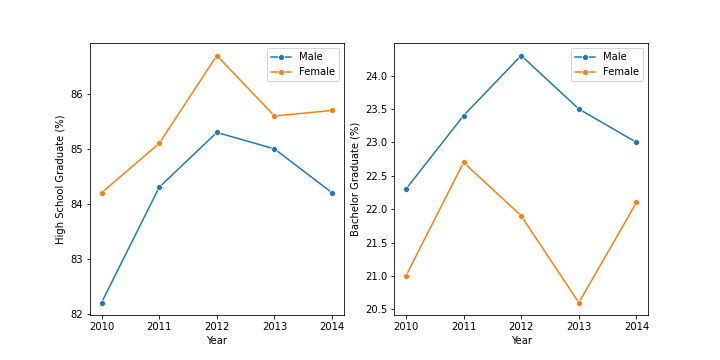 High School Graduate (%)
86
85
84
83
82
2010 2011 2012 2013 2014
Year
Male
Female
Bachelor Graduate (%)
24.0
23.5
23.0
22.5
22.0
21.5
21.0
20.5
2010 2011 2012 2013 2014
Year
Male
Female